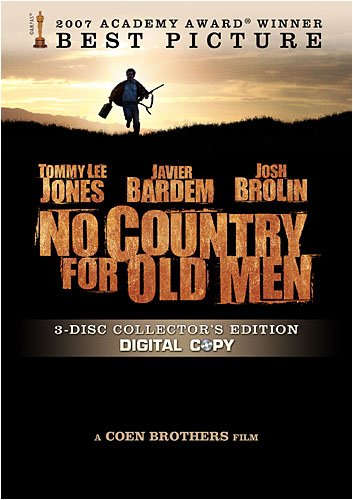 2007 ACADEMY AWARD® WINNER
BEST PICTURE
TOMMY LEE JONES
JAVIER BARDEM
JOSH BROLIN
NO COUNTRY
FOR OLD MEN
3-DISC COLLECTOR'S EDITION
DIGITAL COPY
A COEN BROTHERS FILM